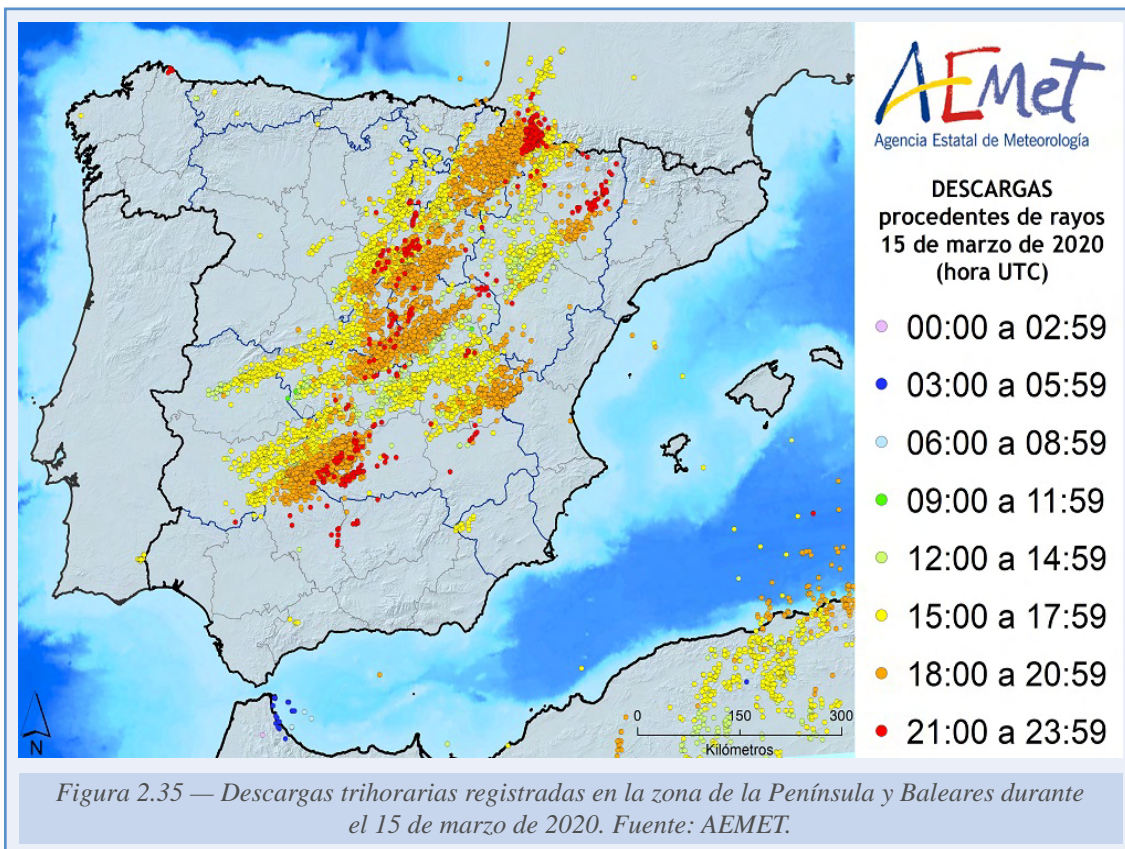 AEMet
Agencia Estatal de Meteorología
DESCARGAS
procedentes de rayos
15 de marzo de 2020
(hora UTC)
00:00 a 02:59
03:00 a 05:59
06:00 a 08:59
09:00 a 11:59
12:00 a 14:59
15:00 a 17:59
18:00 a 20:59
21:00 a 23:59
N
0 150 300
Kilómetros
Figura 2.35 — Descargas trihorarias registradas en la zona de la Península y Baleares durante
el 15 de marzo de 2020. Fuente: AEMET.